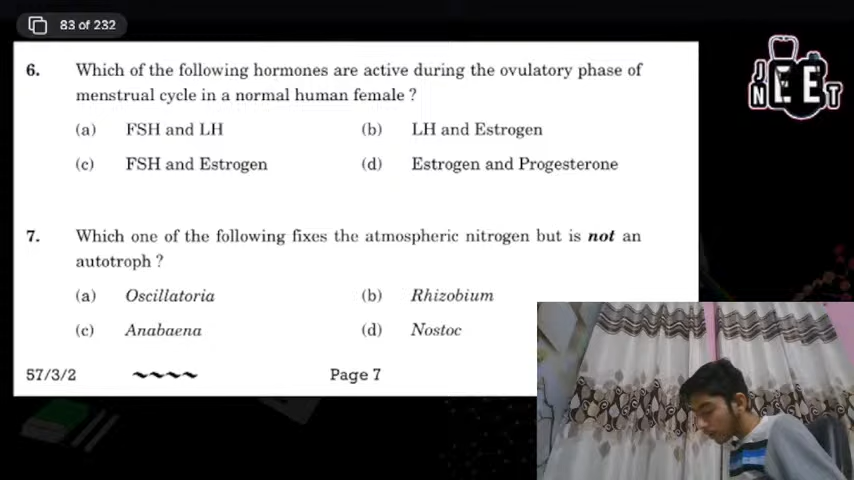 83 of 232
6. Which of the following hormones are active during the ovulatory phase of
menstrual cycle in a normal human female ?
(a) FSH and LH (b) LH and Estrogen
(c) FSH and Estrogen (d) Estrogen and Progesterone
7. Which one of the following fixes the atmospheric nitrogen but is not an
autotroph ?
(a) Oscillatoria (b) Rhizobium
(c) Anabaena (d) Nostoc
57/3/2 Page 7
J
NEET